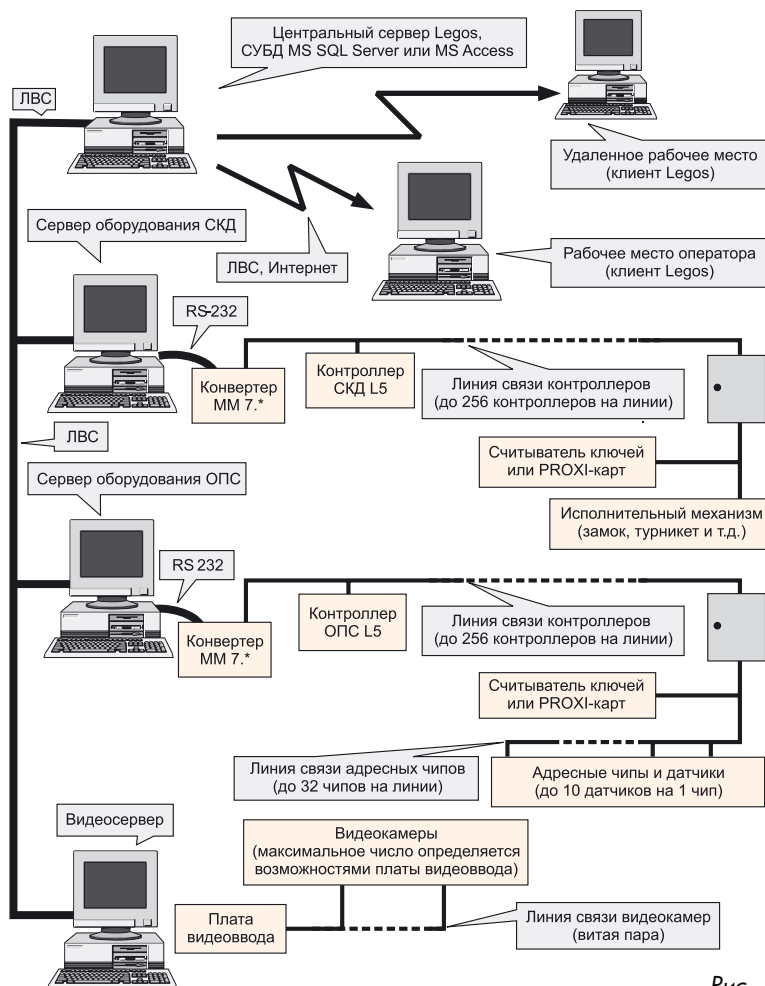 Центральный сервер Legos,
СУБД MS SQL Server или MS Access
ЛВС
Удаленное рабочее место
(клиент Legos)
Сервер оборудования СКД
ЛВС, Интернет
Рабочее место оператора
(клиент Legos)
RS-232
Конвертер
ММ 7.*
Контроллер
СКД L5
Линия связи контроллеров
(до 256 контроллеров на линии)
ЛВС
Считыватель ключей
или PROXI-карт
Сервер оборудования ОПС
Исполнительный механизм
(замок, турникет и т.д.)
RS 232
Конвертер
ММ 7.*
Контроллер
ОПС L5
Линия связи контроллеров
(до 256 контроллеров на линии)
Считыватель ключей
или PROXI-карт
Линия связи адресных чипов
(до 32 чипов на линии)
Адресные чипы и датчики
(до 10 датчиков на 1 чип)
Видеосервер
Видеокамеры
(максимальное число определяется
возможностями платы видеоввода)
Плата
видеоввода
Линия связи видеокамер
(витая пара)
Рис